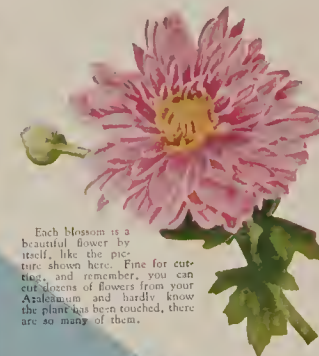 Each blossom is a
beautiful flower by
itself, like the pic-
ture shown here. Fine for cut-
ting, and remember, you can
cut dozens of flowers from your
Azaleamum and hardly know
the plant has been touched, there
are so many of them.